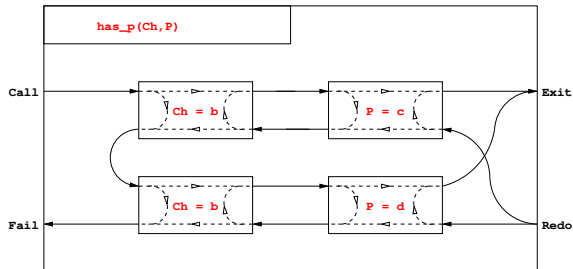 has_p(Ch,P)
Call
Exit
Ch = b
P = c
Ch = b
P = d
Fail
Redo